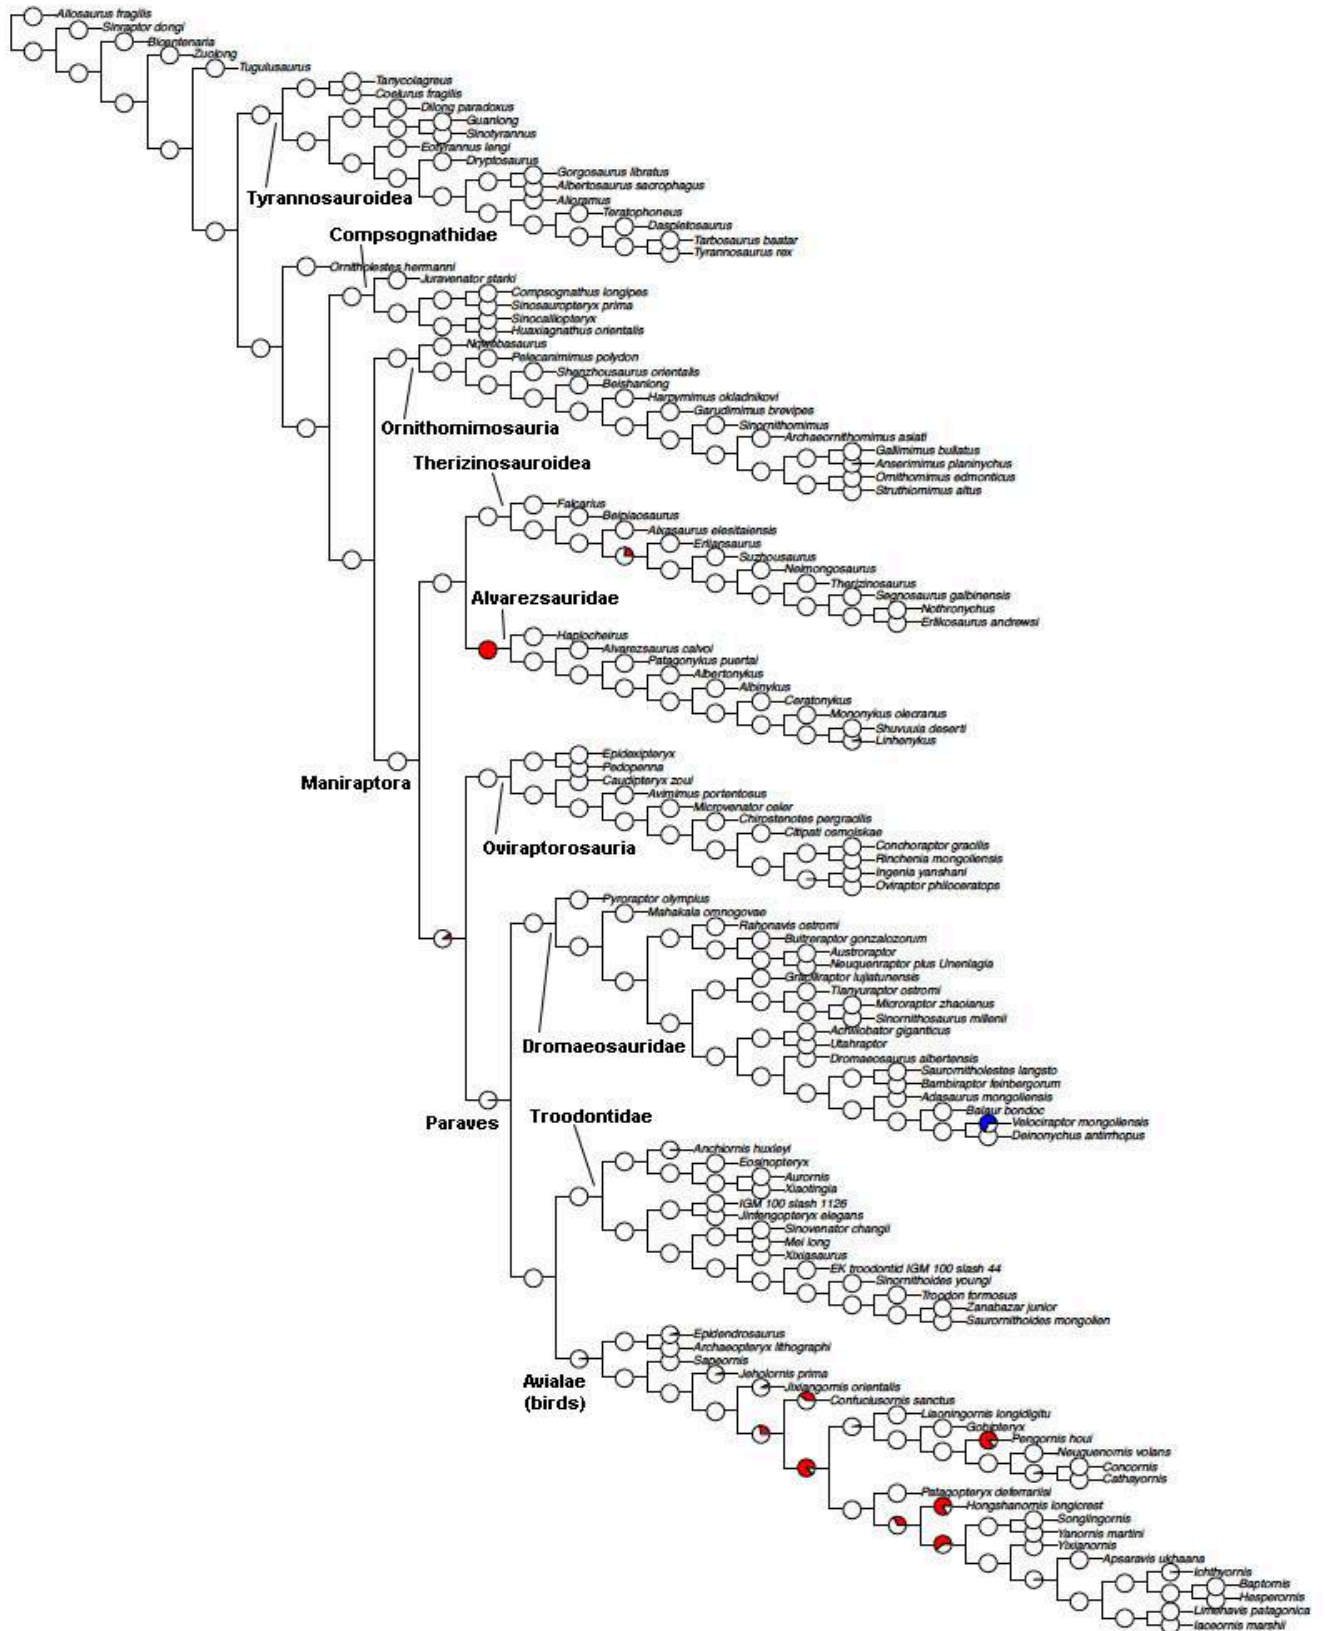 Allosaurus fragilis
Sinraptor dongi
Bicentenaria
Zuolong
Tugulusaurus
Tanycolagreus
Coelurus fragilis
Dilong paradoxus
Guanlong
Sinotyrannus
Eotyrannus lengi
Dryptosaurus
Gorgosaurus libratus
Albertosaurus sacrophagus
Tyrannosauroidea
Alioramus
Teratophoneus
Daspletosaurus
Compsognathidae
Tarbosaurus baatar
Tyrannosaurus rex
Ornitholestes hermanni
Juravenator starki
Compsognathus longipes
Sinosauropteryx prima
Sinocalliopteryx
Huaxiagnathus orientalis
Nqwebasaurus
Pelecanimimus polydon
Shenzhousaurus orientalis
Beishanlong
Harpymimus okladnikovi
Garudimimus brevipes
Ornithomimosauria
Sinornithomimus
Archaeornithomimus asiati
Gallimimus bullatus
Therizinosauroidea
Anserimimus planinychus
Ornithomimus edmonticus
Struthiomimus altus
Falcarius
Beipiaosaurus
Alxasaurus elesitaiensis
Erliansaurus
Suzhousaurus
Neimongosaurus
Therizinosaurus
Segnosaurus galbinensis
Alvarezsauridae
Nothronychus
Erlikosaurus andrewsi
Haplocheirus
Alvarezsaurus calvoi
Patagonykus puertai
Albertonykus
Albinykus
Ceratonykus
Mononykus olecranus
Shuvuuia deserti
Linhenykus
Epidexipteryx
Pedopenna
Maniraptora
Caudipteryx zoui
Avimimus portentosus
Microvenator celer
Chirostenotes pergracilis
Citipati osmolskae
Oviraptorosauria
Conchoraptor gracilis
Rinchenia mongoliensis
Ingenia yanshani
Oviraptor philoceratops
Pyroraptor olympius
Mahakala omnogovae
Rahonavis ostromi
Buitreraptor gonzalozorum
Austroraptor
Neuquenraptor plus Unenlagia
Graciliraptor lujiatunensis
Tianyuraptor ostromi
Microraptor zhaoianus
Sinornithosaurus millenii
Achillobator giganticus
Dromaeosauridae
Utahraptor
Dromaeosaurus albertensis
Saurornitholestes langsto
Bambiraptor feinbergorum
Adasaurus mongoliensis
Balaur bondoc
Troodontidae
Paraves
Velociraptor mongoliensis
Deinonychus antirrhopus
Anchiornis huxleyi
Eosinopteryx
Aurornis
Xiaotingia
IGM 100 slash 1126
Jinfengopteryx elegans
Sinovenator changii
Mei long
Xixiasaurus
EK troodontid IGM 100 slash 44
Sinornithoides youngi
Troodon formosus
Zanabazar junior
Saurornithoides mongolien
Epidendrosaurus
Archaeopteryx lithographi
Sapeornis
Jeholornis prima
Avialae
(birds)
Jixiangornis orientalis
Confuciusornis sanctus
Liaoningornis longidigitu
Gobipteryx
Pengornis houi
Neuquenornis volans
Concornis
Cathayornis
Patagopteryx deferrariisi
Hongshanornis longicrest
Songlingornis
Yanornis martini
Yixianornis
Apsaravis ukhaana
Ichthyornis
Baptornis
Hesperornis
Limenavis patagonica
Iaceornis marshii